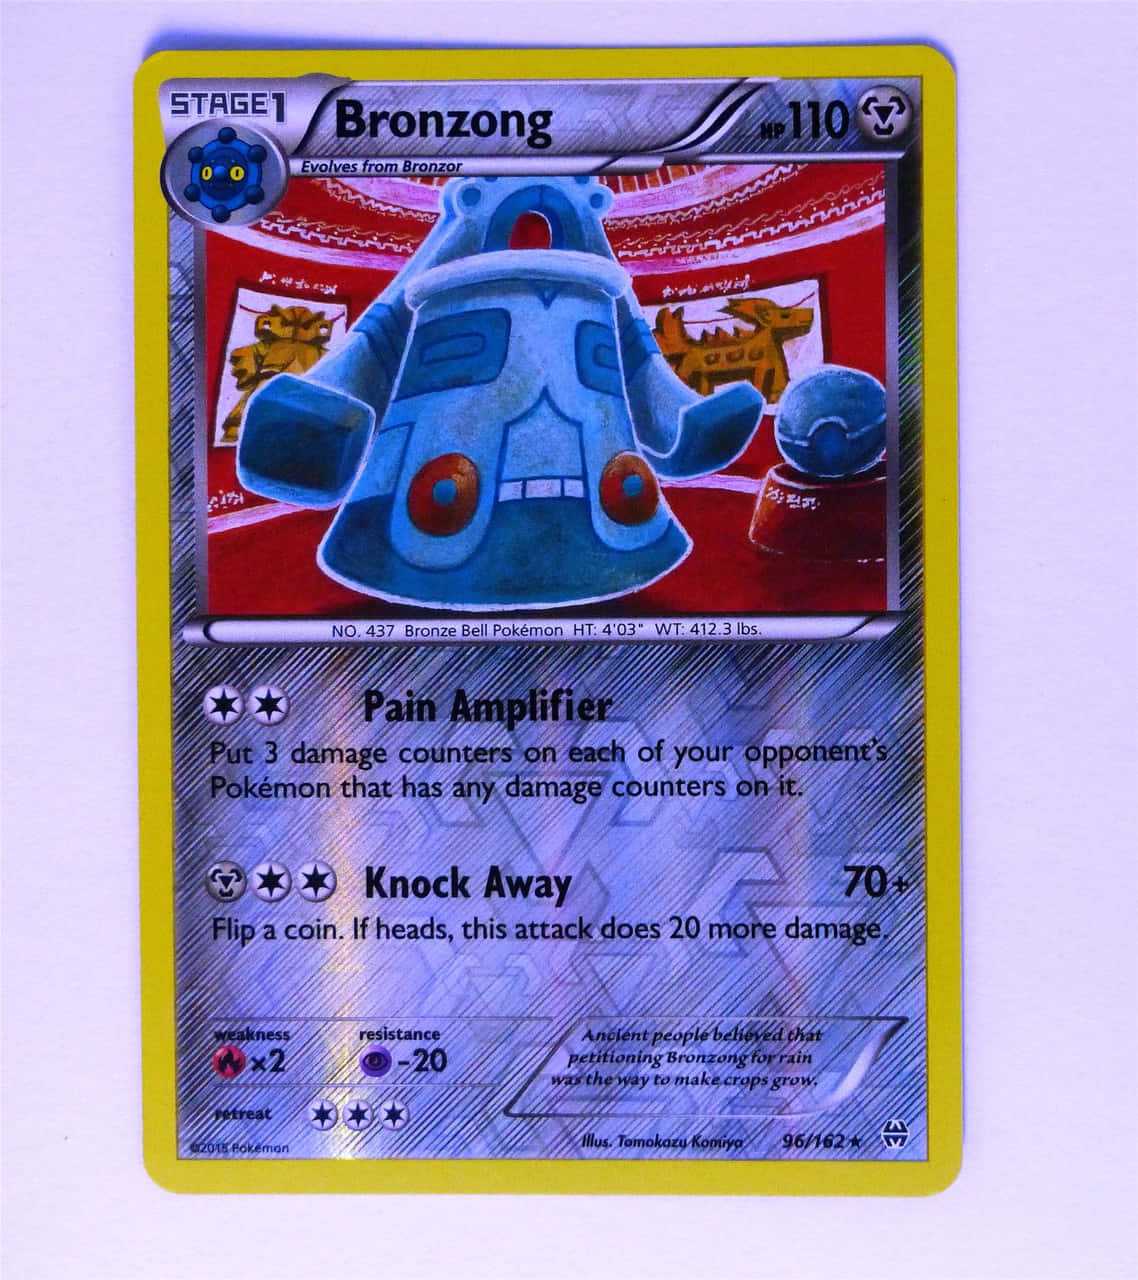 STAGE1
Bronzong
HP110
Evolves from Bronzor
NO. 437 Bronze Bell Pokémon HT: 4'03" WT: 412.3 lbs.
Pain Amplifier
Put 3 damage counters on each of your opponent's
Pokémon that has any damage counters on it.
Knock Away 70+
Flip a coin. If heads, this attack does 20 more damage.
weakness
×2
resistance
-20
retreat
Ancient people believed that
petitioning Bronzong for rain
was the way to make crops grow.
©2015 Pokémon
Illus. Tomokazu Komiya
96/162 ★